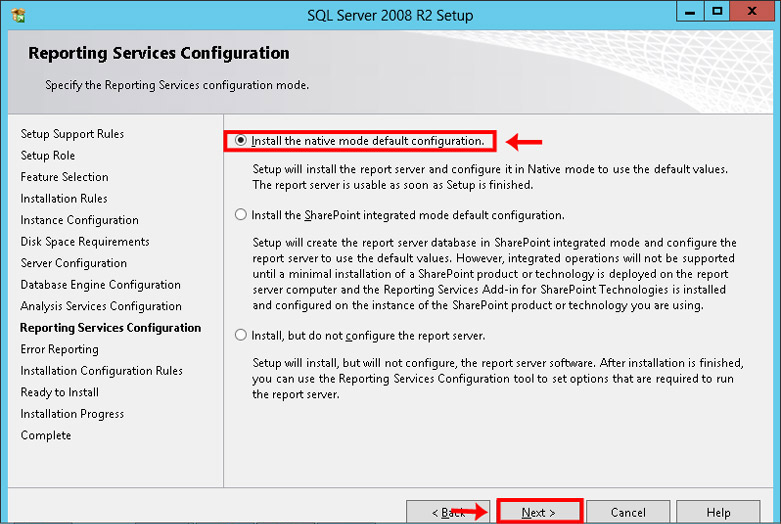 SQL Server 2008 R2 Setup
Reporting Services Configuration
Specify the Reporting Services configuration mode.
Setup Support Rules
Setup Role
Feature Selection
Installation Rules
Instance Configuration
Disk Space Requirements
Server Configuration
Database Engine Configuration
Analysis Services Configuration
Reporting Services Configuration
Error Reporting
Installation Configuration Rules
Ready to Install
Installation Progress
Complete
Install the native mode default configuration.
Setup will install the report server and configure it in Native mode to use the default values.
The report server is usable as soon as Setup is finished.
Install the SharePoint integrated mode default configuration.
Setup will create the report server database in SharePoint integrated mode and configure the
report server to use the default values. However, integrated operations will not be supported
until a minimal installation of a SharePoint product or technology is deployed on the report
server computer and the Reporting Services Add-in for SharePoint Technologies is installed
and configured on the instance of the SharePoint product or technology you are using.
Install, but do not configure the report server.
Setup will install, but will not configure, the report server software. After installation is finished,
you can use the Reporting Services Configuration tool to set options that are required to run
the report server.
< Back
Next >
Cancel
Help